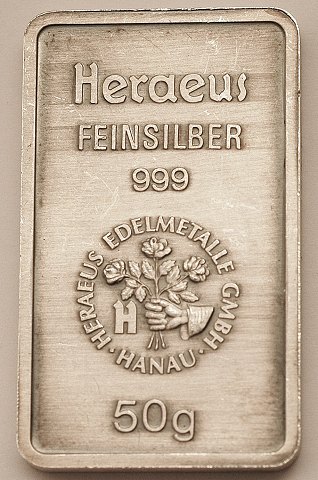 Heraeus
FEINSILBER
999
HERAEUS EDELMETALLE GMBH
· HANAU ·
H
50g